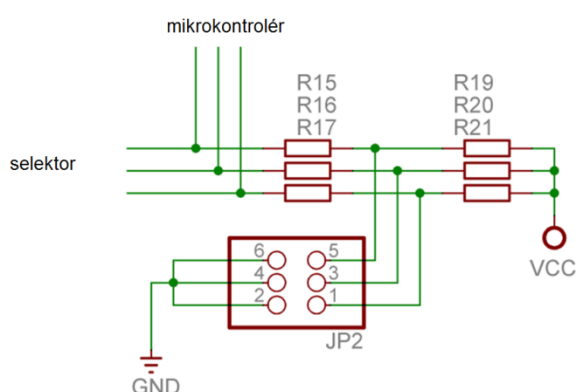 mikrokontrolér
R15
R16
R17
R19
R20
R21
selektor
6
5
4
3
2
1
VCC
JP2
GND